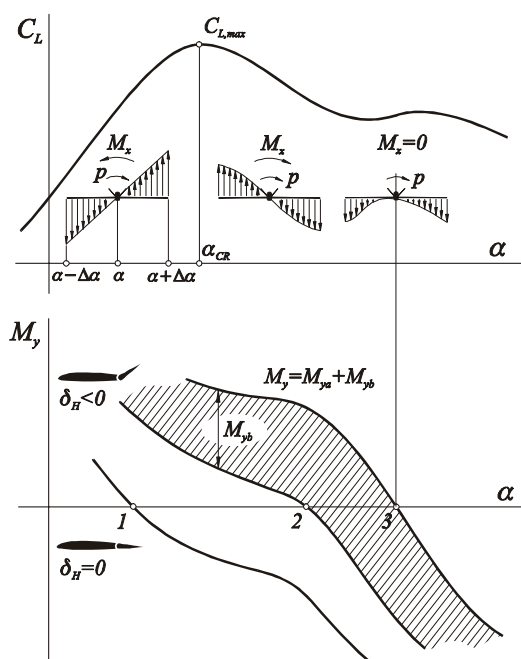 C_L
C_L,max
M_x
p
M_x
p
M_x=0
p
α_CR
α
α−Δα
α
α+Δα
M_y
δ_H<0
M_y=M_ya+M_yb
M_yb
α
1
2
3
δ_H=0